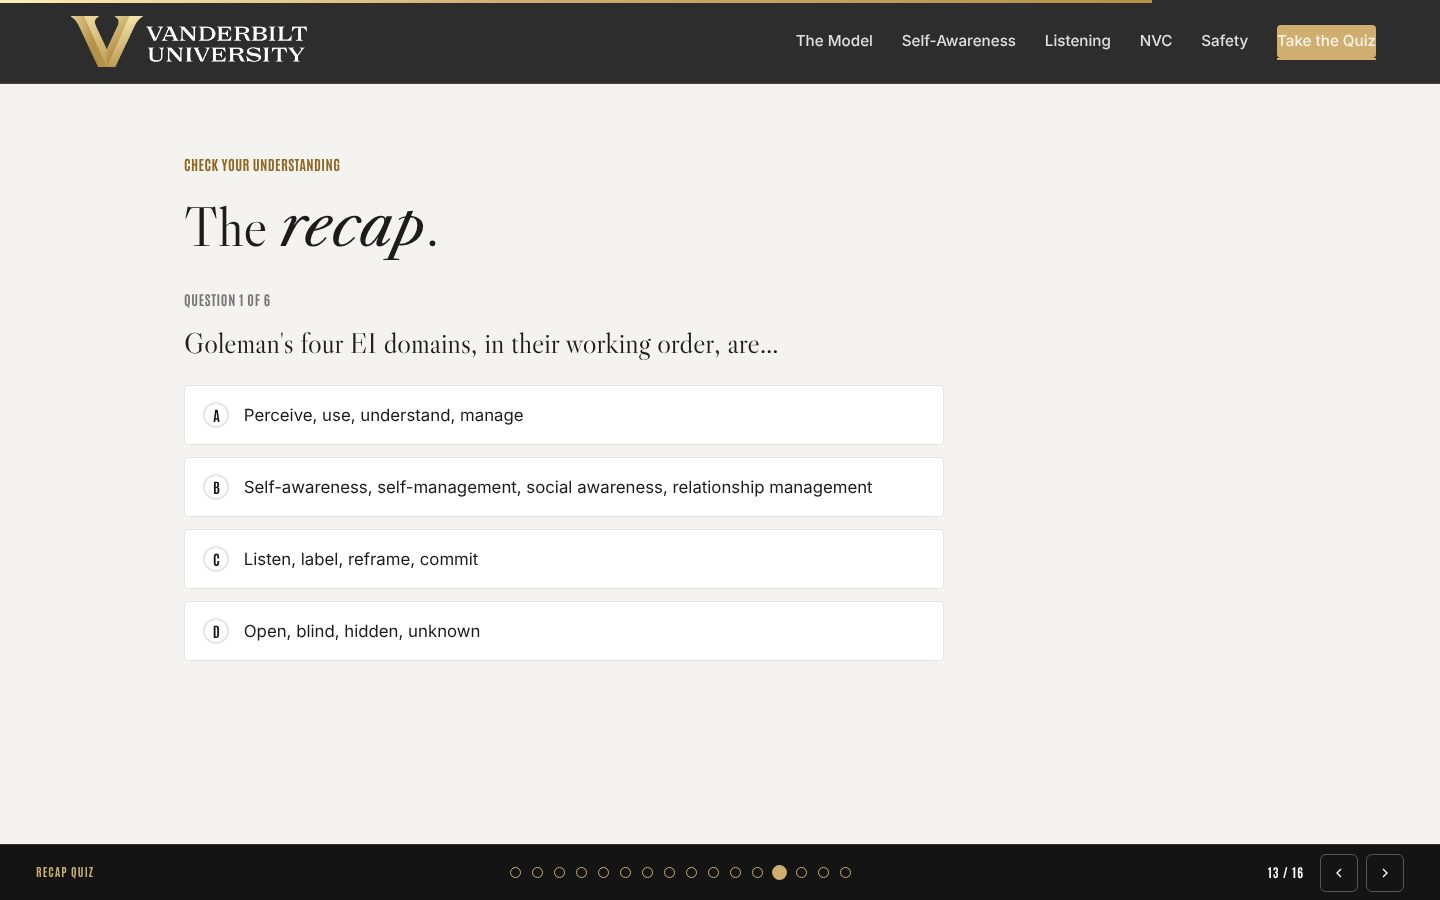 VANDERBILT
UNIVERSITY
The Model
Self-Awareness
Listening
NVC
Safety
Take the Quiz
CHECK YOUR UNDERSTANDING
The recap.
QUESTION 1 OF 6
Goleman's four EI domains, in their working order, are...
A Perceive, use, understand, manage
B Self-awareness, self-management, social awareness, relationship management
C Listen, label, reframe, commit
D Open, blind, hidden, unknown
RECAP QUIZ
13 / 16